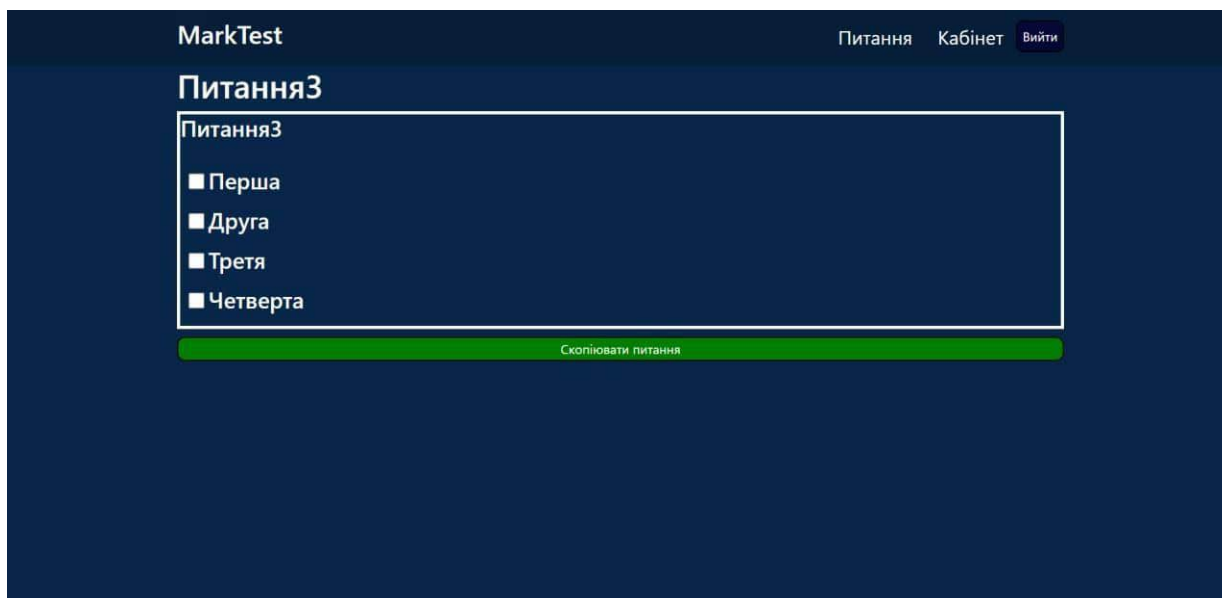 MarkTest Питання Кабінет Вийти
Питання3
Питання3
Перша
Друга
Третя
Четверта
Скопіювати питання